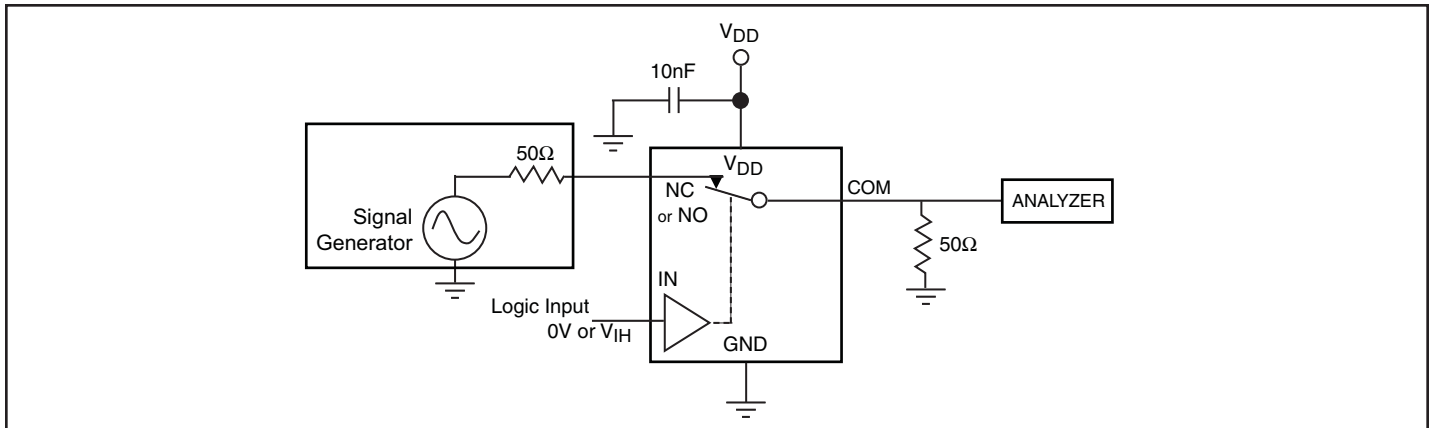 VDD
10nF
50Ω
VDD
NC
or NO
COM
ANALYZER
Signal
Generator
50Ω
IN
Logic Input
0V or VIH
GND